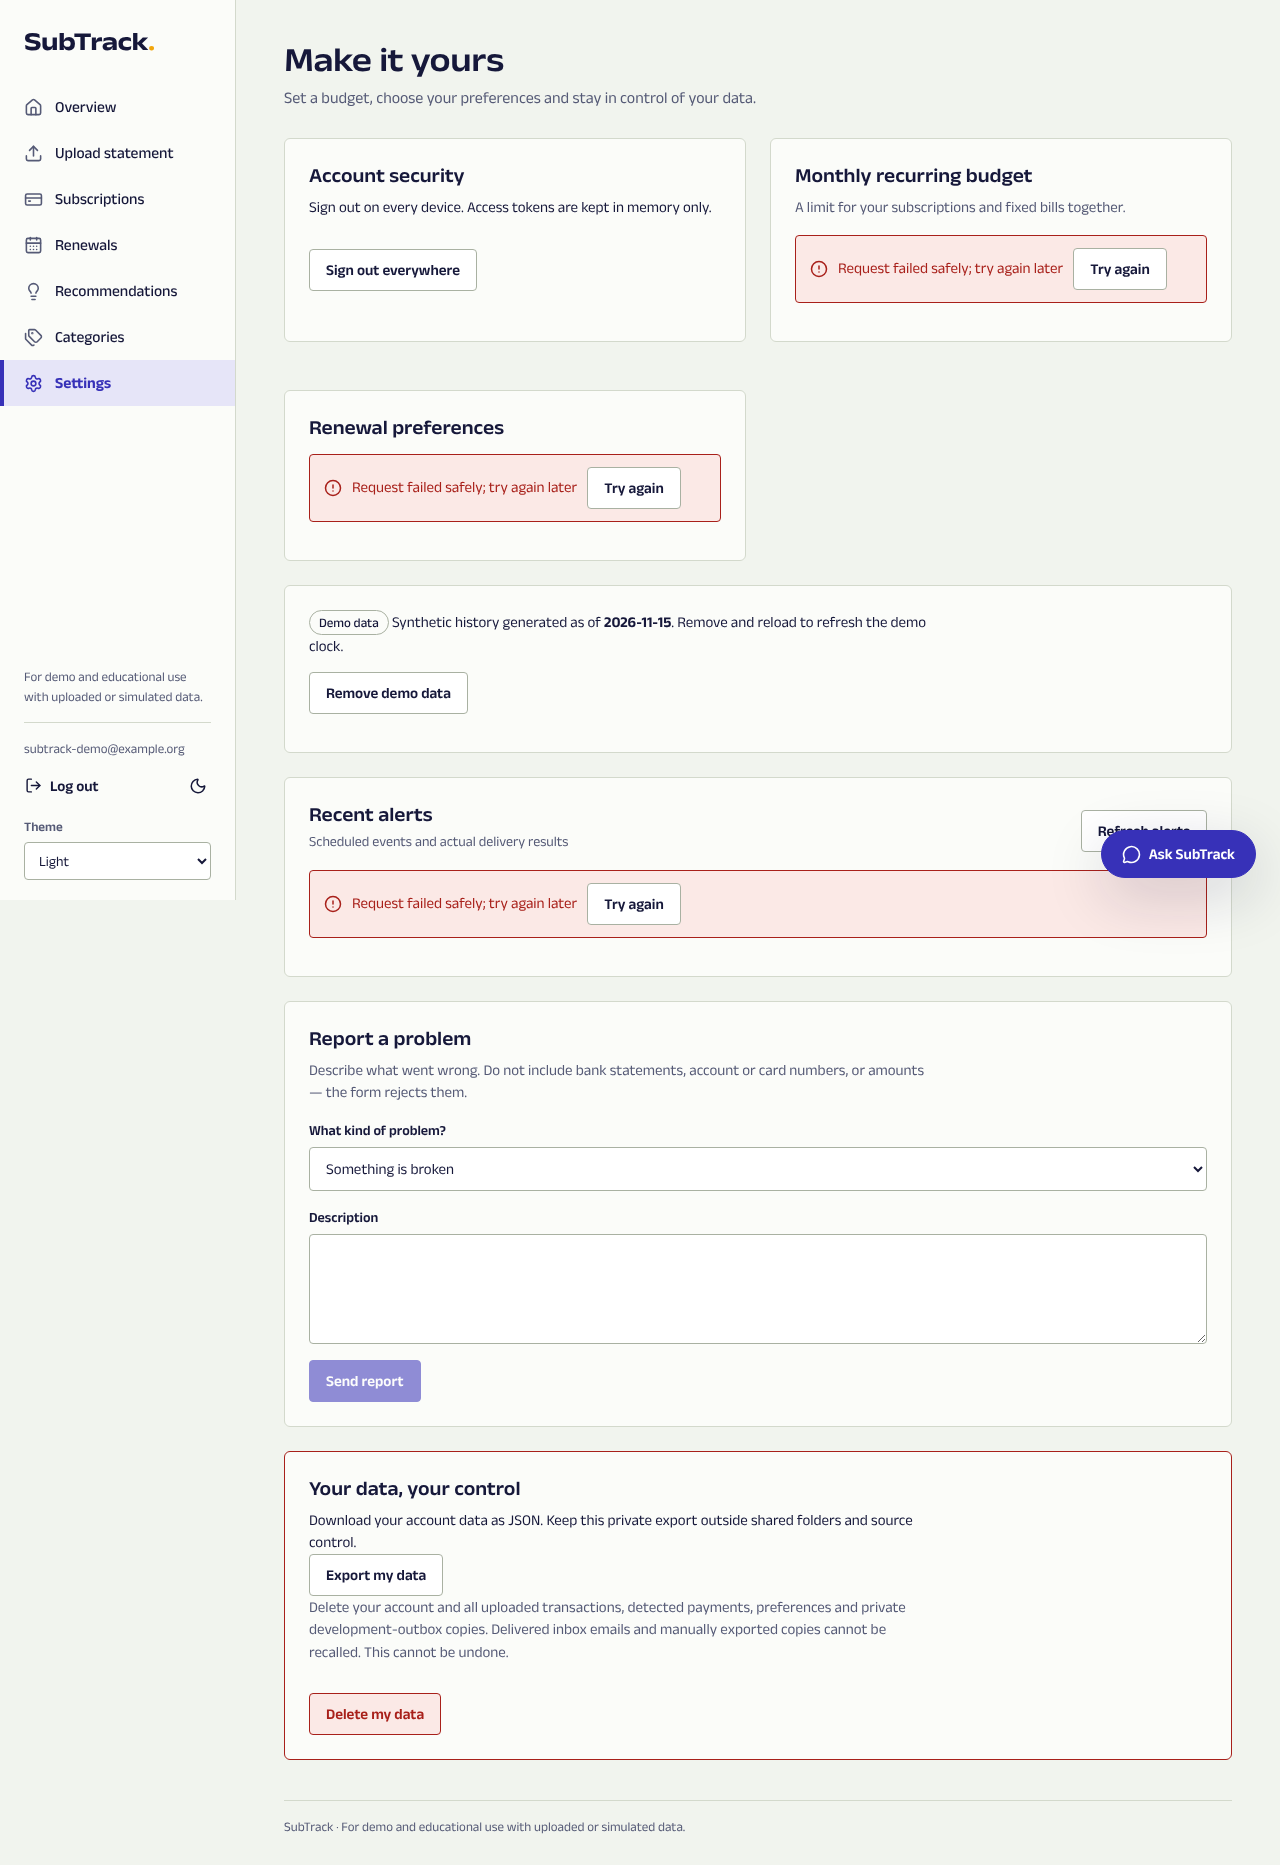 SubTrack.
Overview
Upload statement
Subscriptions
Renewals
Recommendations
Categories
Settings
For demo and educational use
with uploaded or simulated data.
subtrack-demo@example.org
Log out
Theme
Light
Make it yours
Set a budget, choose your preferences and stay in control of your data.
Account security
Sign out on every device. Access tokens are kept in memory only.
Sign out everywhere
Monthly recurring budget
A limit for your subscriptions and fixed bills together.
Request failed safely; try again later
Try again
Renewal preferences
Request failed safely; try again later
Try again
Demo data Synthetic history generated as of 2026-11-15. Remove and reload to refresh the demo
clock.
Remove demo data
Recent alerts
Scheduled events and actual delivery results
Refresh alerts
Ask SubTrack
Request failed safely; try again later
Try again
Report a problem
Describe what went wrong. Do not include bank statements, account or card numbers, or amounts
— the form rejects them.
What kind of problem?
Something is broken
Description
Send report
Your data, your control
Download your account data as JSON. Keep this private export outside shared folders and source
control.
Export my data
Delete your account and all uploaded transactions, detected payments, preferences and private
development-outbox copies. Delivered inbox emails and manually exported copies cannot be
recalled. This cannot be undone.
Delete my data
SubTrack · For demo and educational use with uploaded or simulated data.